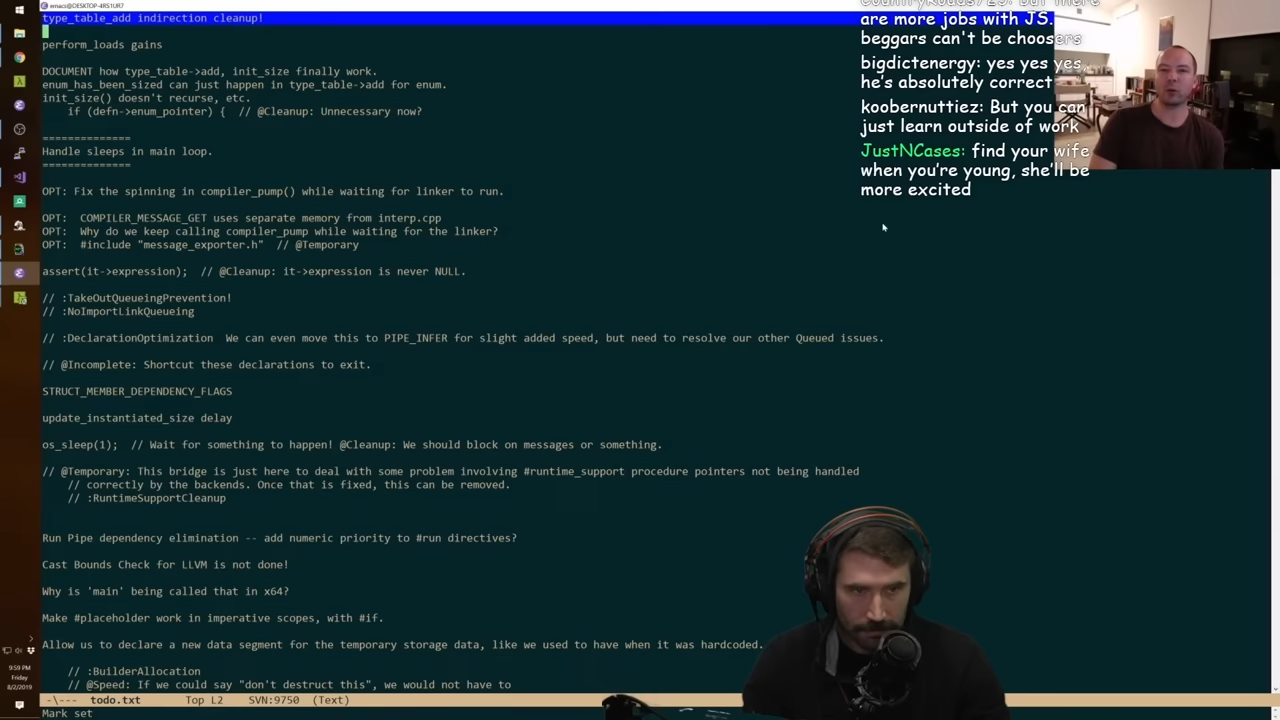 emacs@DESKTOP-4RS1UR7
type_table_add indirection cleanup!
perform_loads gains
DOCUMENT how type_table->add, init_size finally work.
enum_has_been_sized can just happen in type_table->add for enum.
init_size() doesn't recurse, etc.
if (defn->enum_pointer) {  // @Cleanup: Unnecessary now?
==============
Handle sleeps in main loop.
==============
OPT: Fix the spinning in compiler_pump() while waiting for linker to run.
OPT:  COMPILER_MESSAGE_GET uses separate memory from interp.cpp
OPT:  Why do we keep calling compiler_pump while waiting for the linker?
OPT:  #include "message_exporter.h"  // @Temporary
assert(it->expression);  // @Cleanup: it->expression is never NULL.
// :TakeOutQueueingPrevention!
// :NoImportLinkQueueing
// :DeclarationOptimization  We can even move this to PIPE_INFER for slight added speed, but need to resolve our other Queued issues.
// @Incomplete: Shortcut these declarations to exit.
STRUCT_MEMBER_DEPENDENCY_FLAGS
update_instantiated_size delay
os_sleep(1);  // Wait for something to happen! @Cleanup: We should block on messages or something.
// @Temporary: This bridge is just here to deal with some problem involving #runtime_support procedure pointers not being handled
// correctly by the backends. Once that is fixed, this can be removed.
// :RuntimeSupportCleanup
Run Pipe dependency elimination -- add numeric priority to #run directives?
Cast Bounds Check for LLVM is not done!
Why is 'main' being called that in x64?
Make #placeholder work in imperative scopes, with #if.
Allow us to declare a new data segment for the temporary storage data, like we used to have when it was hardcoded.
// :BuilderAllocation
// @Speed: If we could say "don't destruct this", we would not have to
-\---  todo.txt  Top L2  SVN:9750  (Text)
Mark set
but there
are more jobs with JS.
beggars can't be choosers
bigdictenergy: yes yes yes,
he's absolutely correct
koobernuttiez: But you can
just learn outside of work
JustNCases: find your wife
when you're young, she'll be
more excited
9:59 PM
Friday
8/2/2019